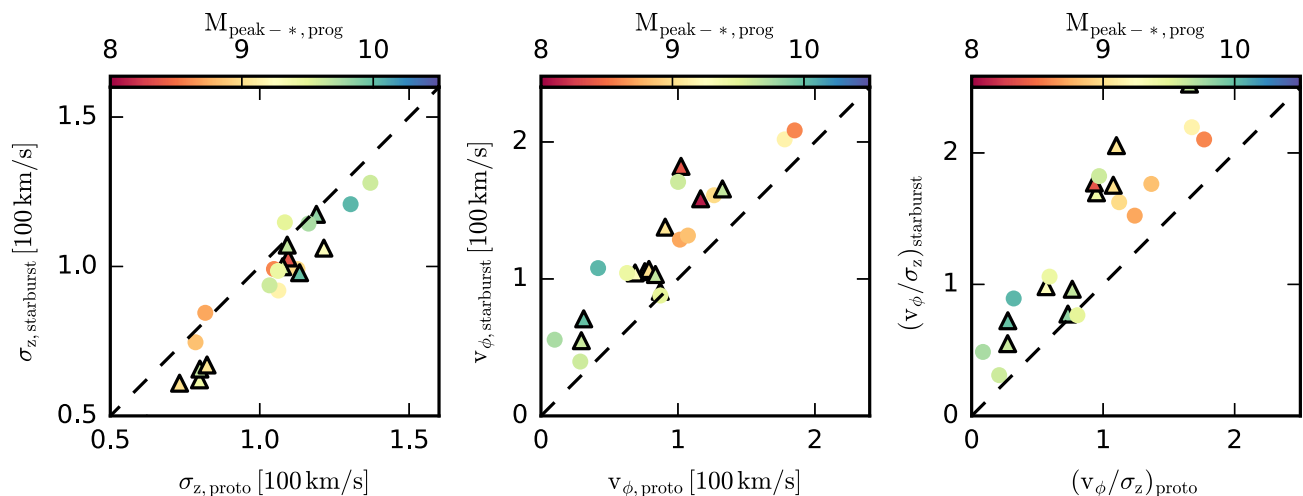 M_peak−*,prog
8 9 10
σ_z,starburst [100 km/s]
1.5
1.0
0.5
0.5 1.0 1.5
σ_z,proto [100 km/s]
M_peak−*,prog
8 9 10
v_ϕ,starburst [100 km/s]
2
1
0
0 1 2
v_ϕ,proto [100 km/s]
M_peak−*,prog
8 9 10
(v_ϕ/σ_z)_starburst
2
1
0
0 1 2
(v_ϕ/σ_z)_proto